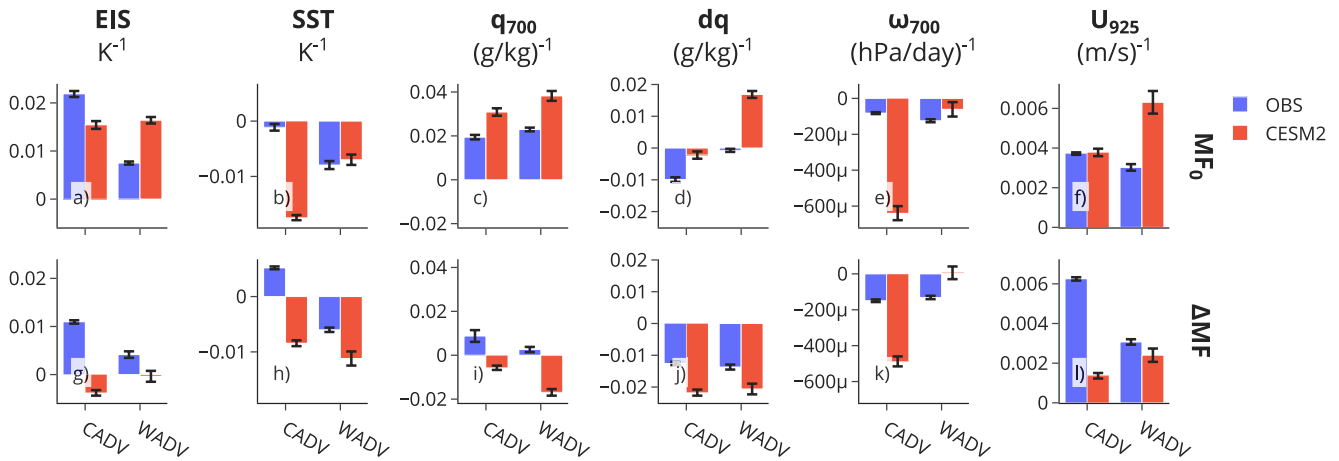 EIS SST q₇₀₀ dq ω₇₀₀ U₉₂₅
K⁻¹ K⁻¹ (g/kg)⁻¹ (g/kg)⁻¹ (hPa/day)⁻¹ (m/s)⁻¹
0.02
0.01
0
a)
0
−0.01
b)
0.04
0.02
0
−0.02
c)
0.02
0.01
0
−0.01
−0.02
d)
0
−200μ
−400μ
−600μ
e)
0.006
0.004
0.002
0
f)
OBS
CESM2
MF₀
0.02
0.01
0
g)
0
−0.01
h)
0.04
0.02
0
−0.02
i)
0.02
0.01
0
−0.01
−0.02
j)
0
−200μ
−400μ
−600μ
k)
0.006
0.004
0.002
0
l)
ΔMF
CADV WADV CADV WADV CADV WADV CADV WADV CADV WADV CADV WADV